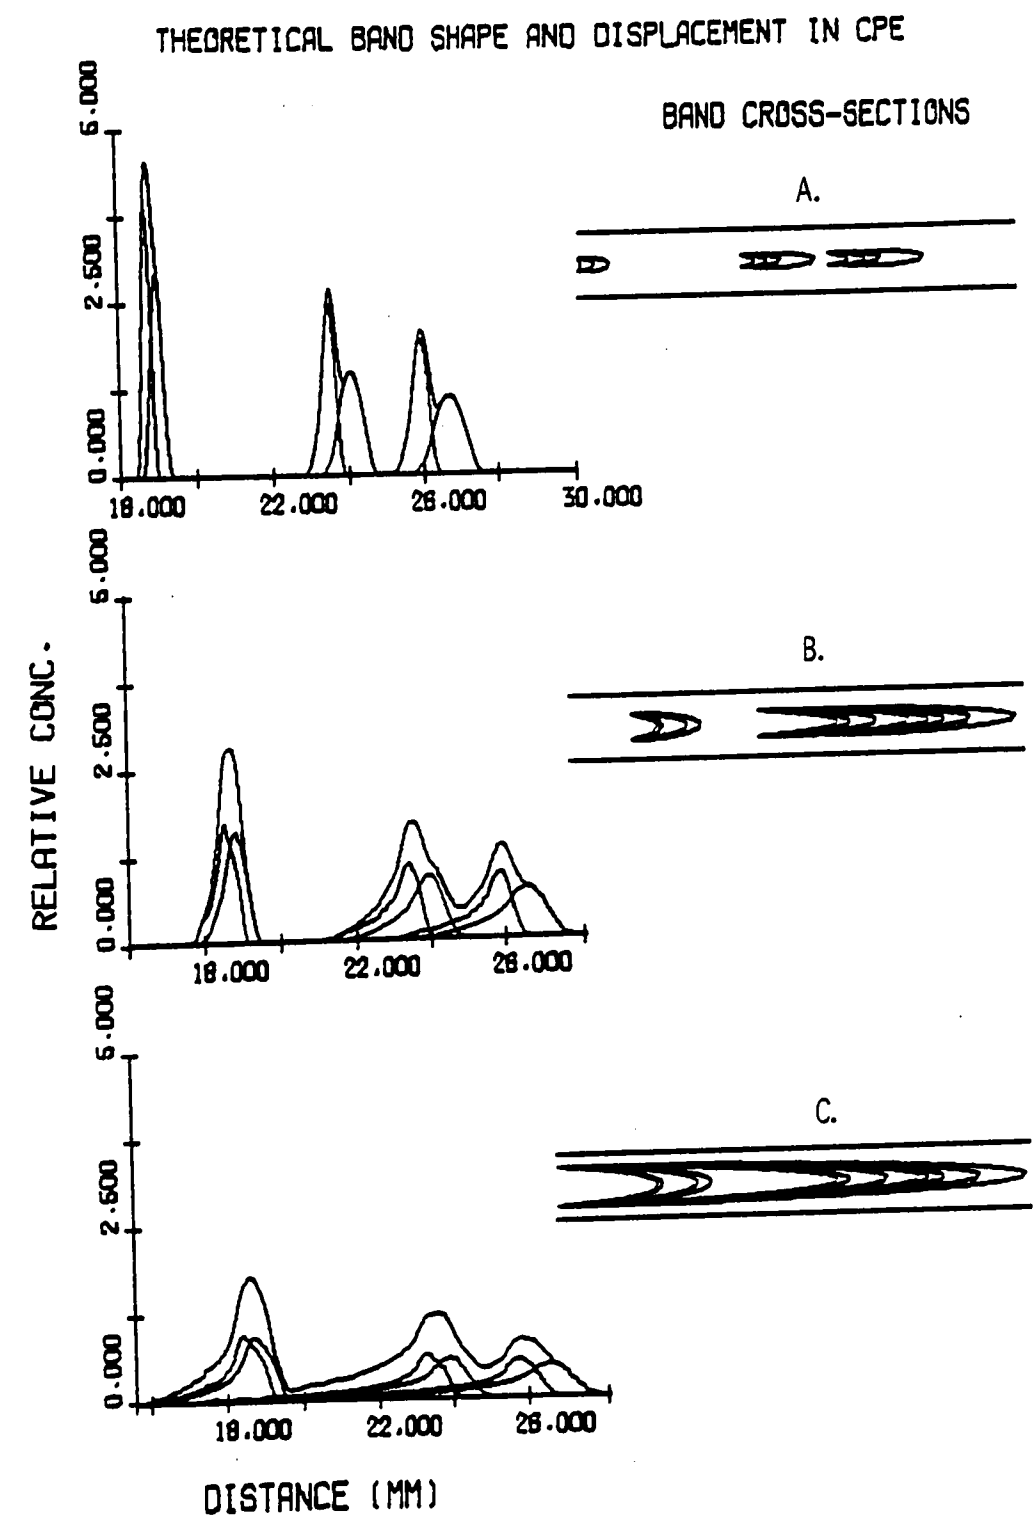 THEORETICAL BAND SHAPE AND DISPLACEMENT IN CPE
BAND CROSS-SECTIONS
A.
5.000
2.500
0.000
18.000 22.000 26.000 30.000
B.
5.000
2.500
0.000
18.000 22.000 26.000
RELATIVE CONC.
C.
5.000
2.500
0.000
18.000 22.000 26.000
DISTANCE (MM)